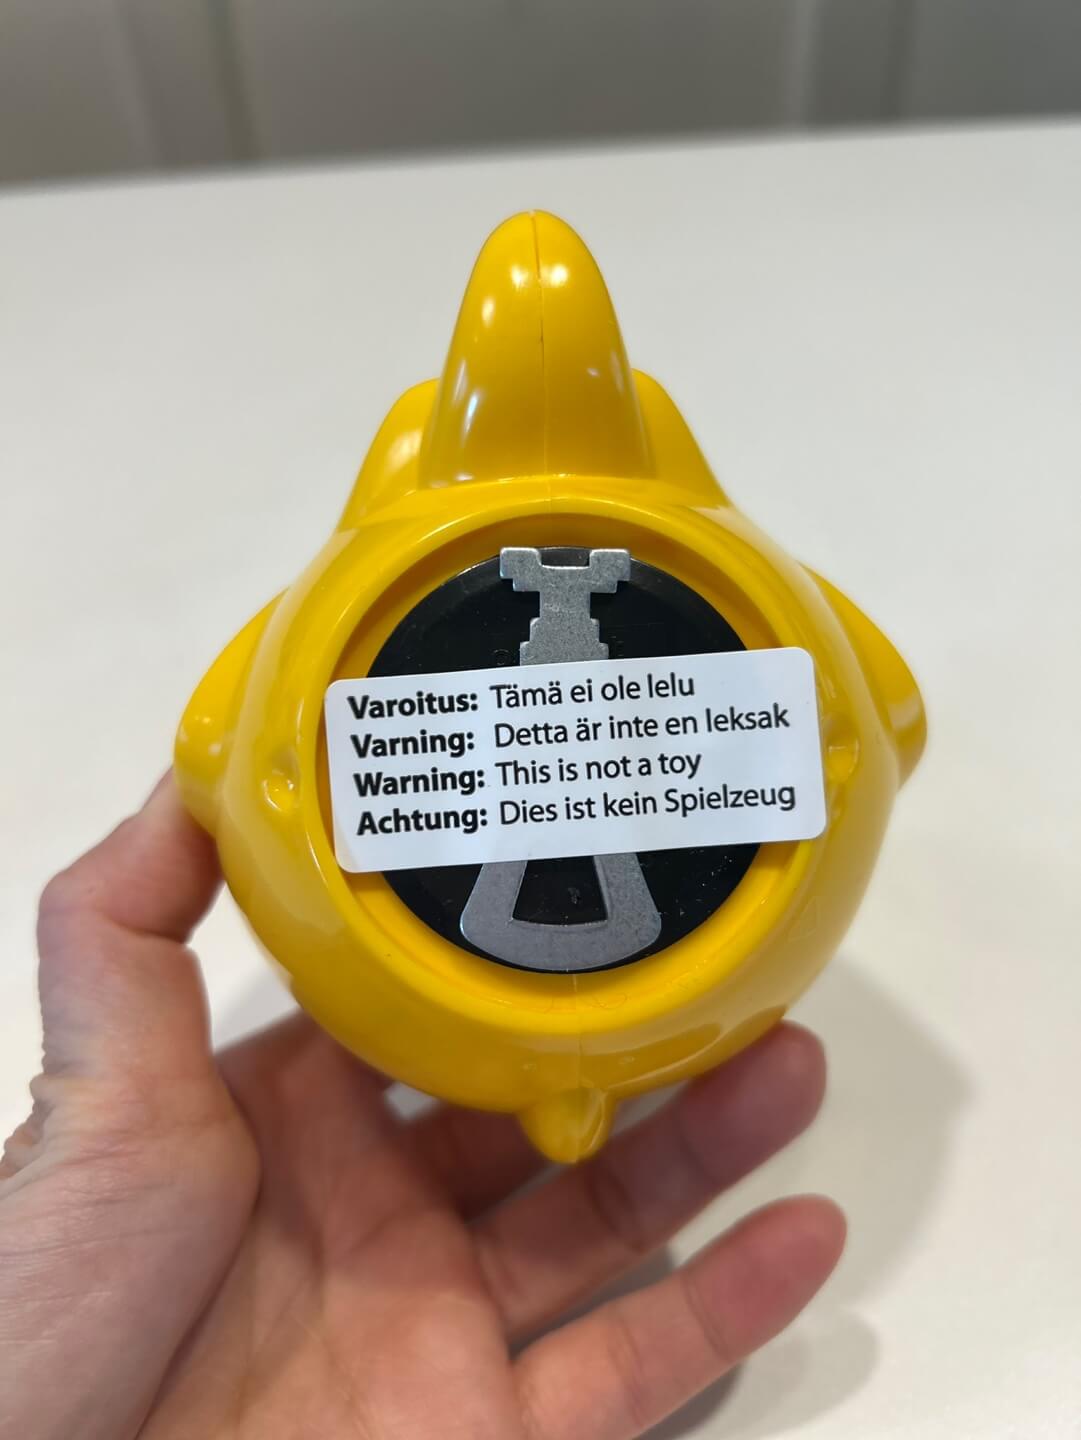 Varoitus: Tämä ei ole lelu
Varning: Detta är inte en leksak
Warning: This is not a toy
Achtung: Dies ist kein Spielzeug